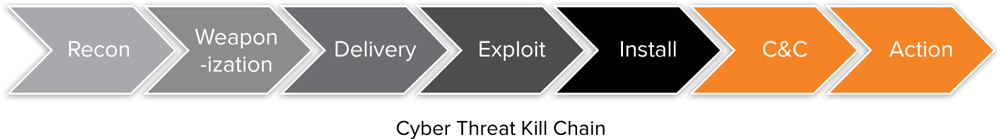 Recon
Weapon
-ization
Delivery
Exploit
Install
C&C
Action
Cyber Threat Kill Chain